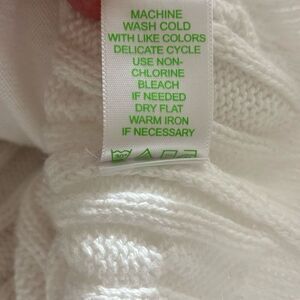 MACHINE
WASH COLD
WITH LIKE COLORS
DELICATE CYCLE
USE NON-
CHLORINE
BLEACH
IF NEEDED
DRY FLAT
WARM IRON
IF NECESSARY